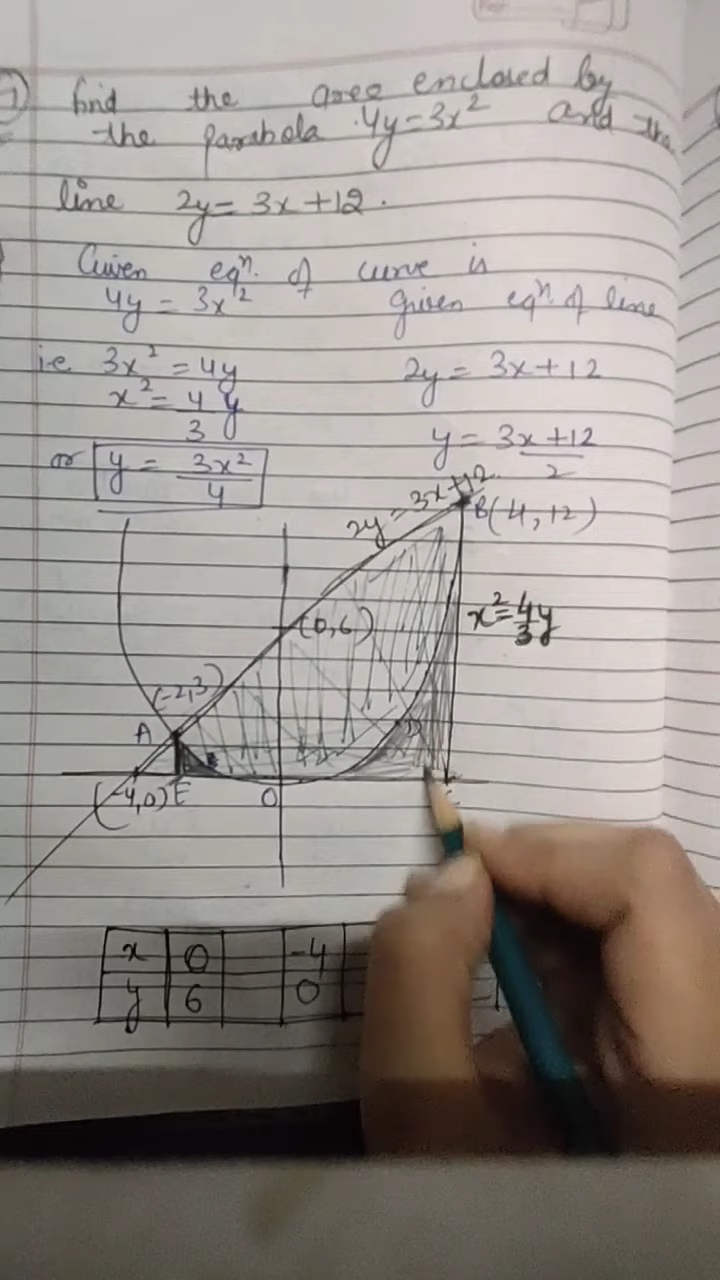 find the area enclosed by
the parabola 4y=3x² and the
line 2y= 3x+12.
Given eqⁿ. of curve is
4y = 3x²
given eqⁿ of line
i.e 3x² = 4y
2y= 3x+12
x² = 4/3 y
y = 3x+12/2
or y = 3x²/4
2y = 3x+12
B(4,12)
x²=4/3y
(0,6)
(-2,3)
A
D
(-4,0) E
O
x 0 -4
y 6 0